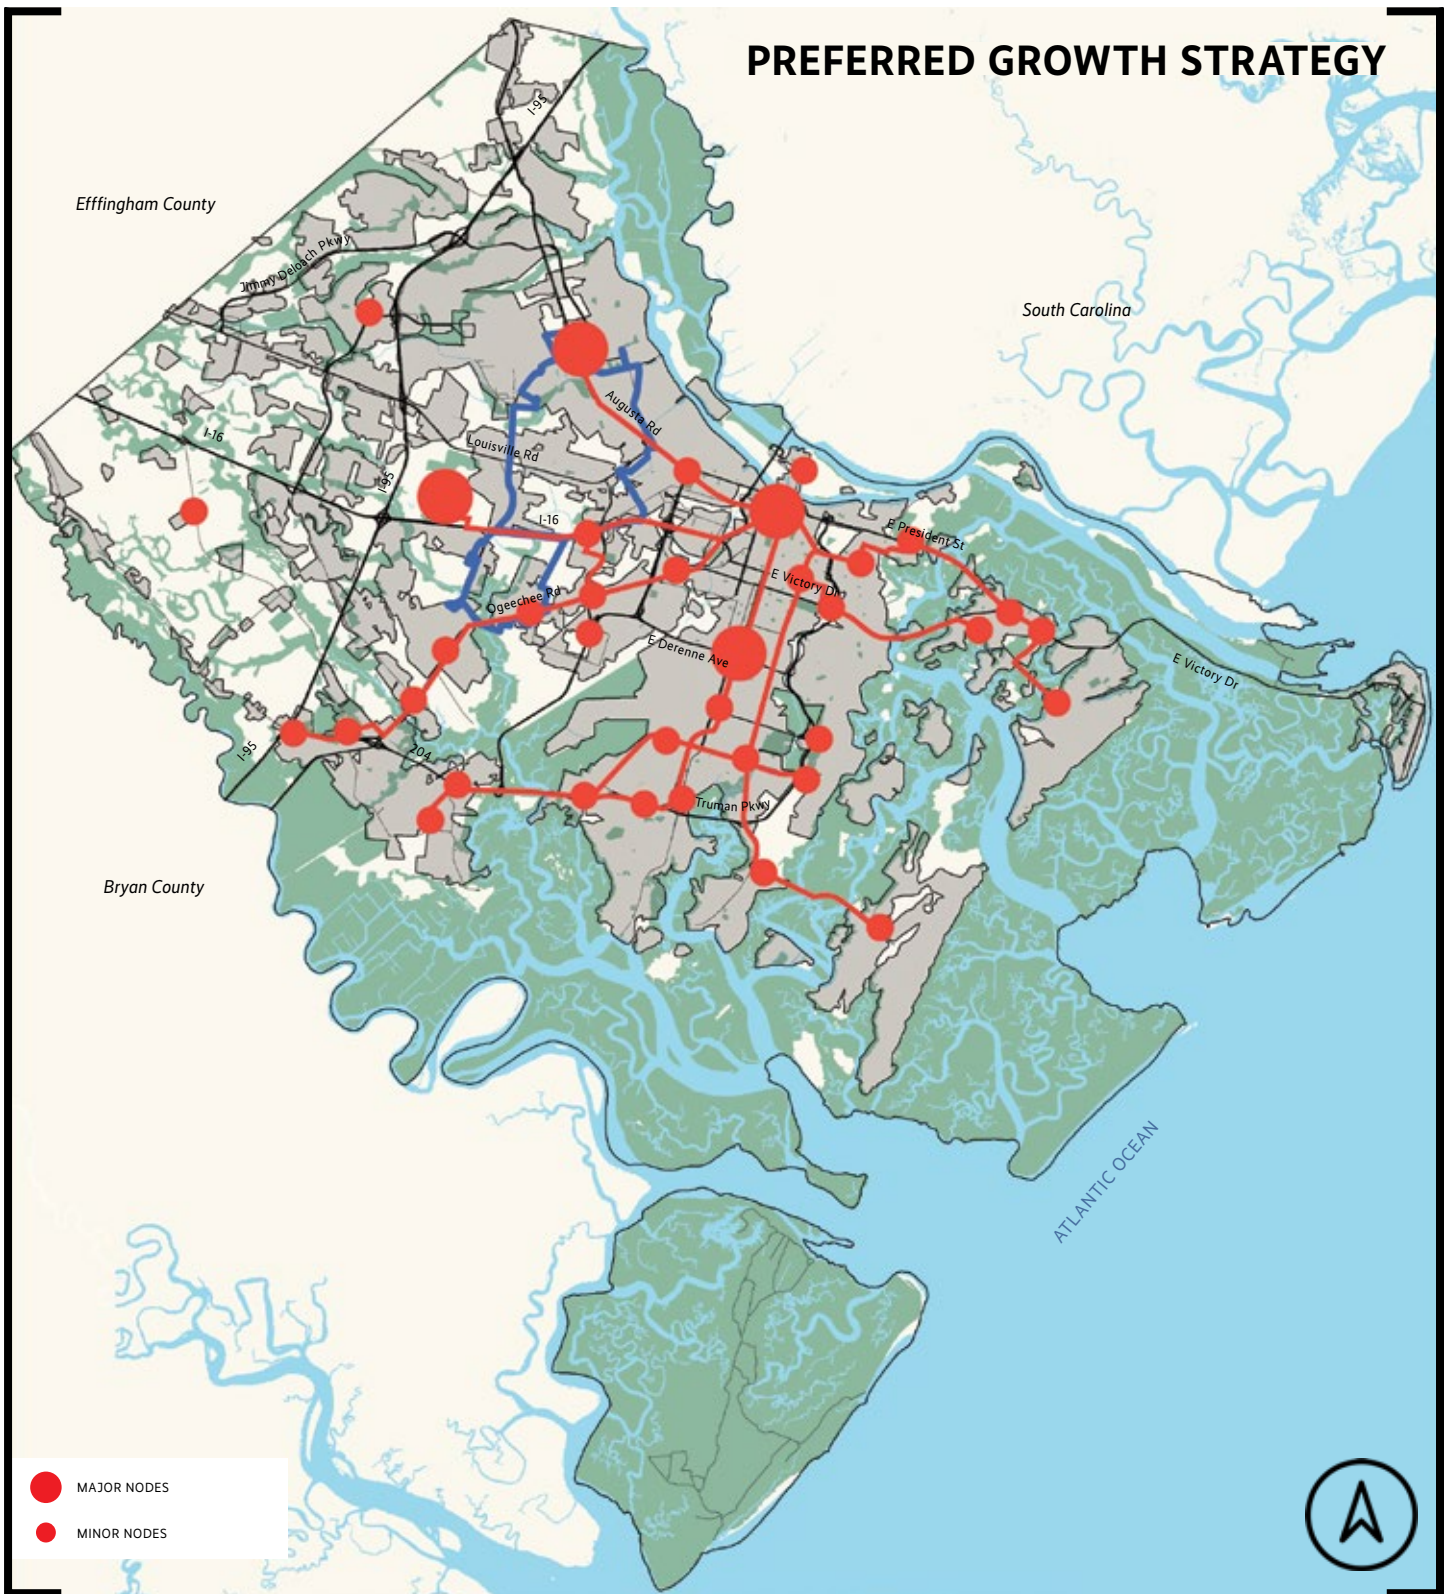 PREFERRED GROWTH STRATEGY
I-95
Efffingham County
Jimmy Deloach Pkwy
South Carolina
Augusta Rd
I-16
Louisville Rd
I-95
I-16
E President St
E Victory Dr
Ogeechee Rd
E Derenne Ave
E Victory Dr
I-95
204
Truman Pkwy
Bryan County
ATLANTIC OCEAN
MAJOR NODES
MINOR NODES